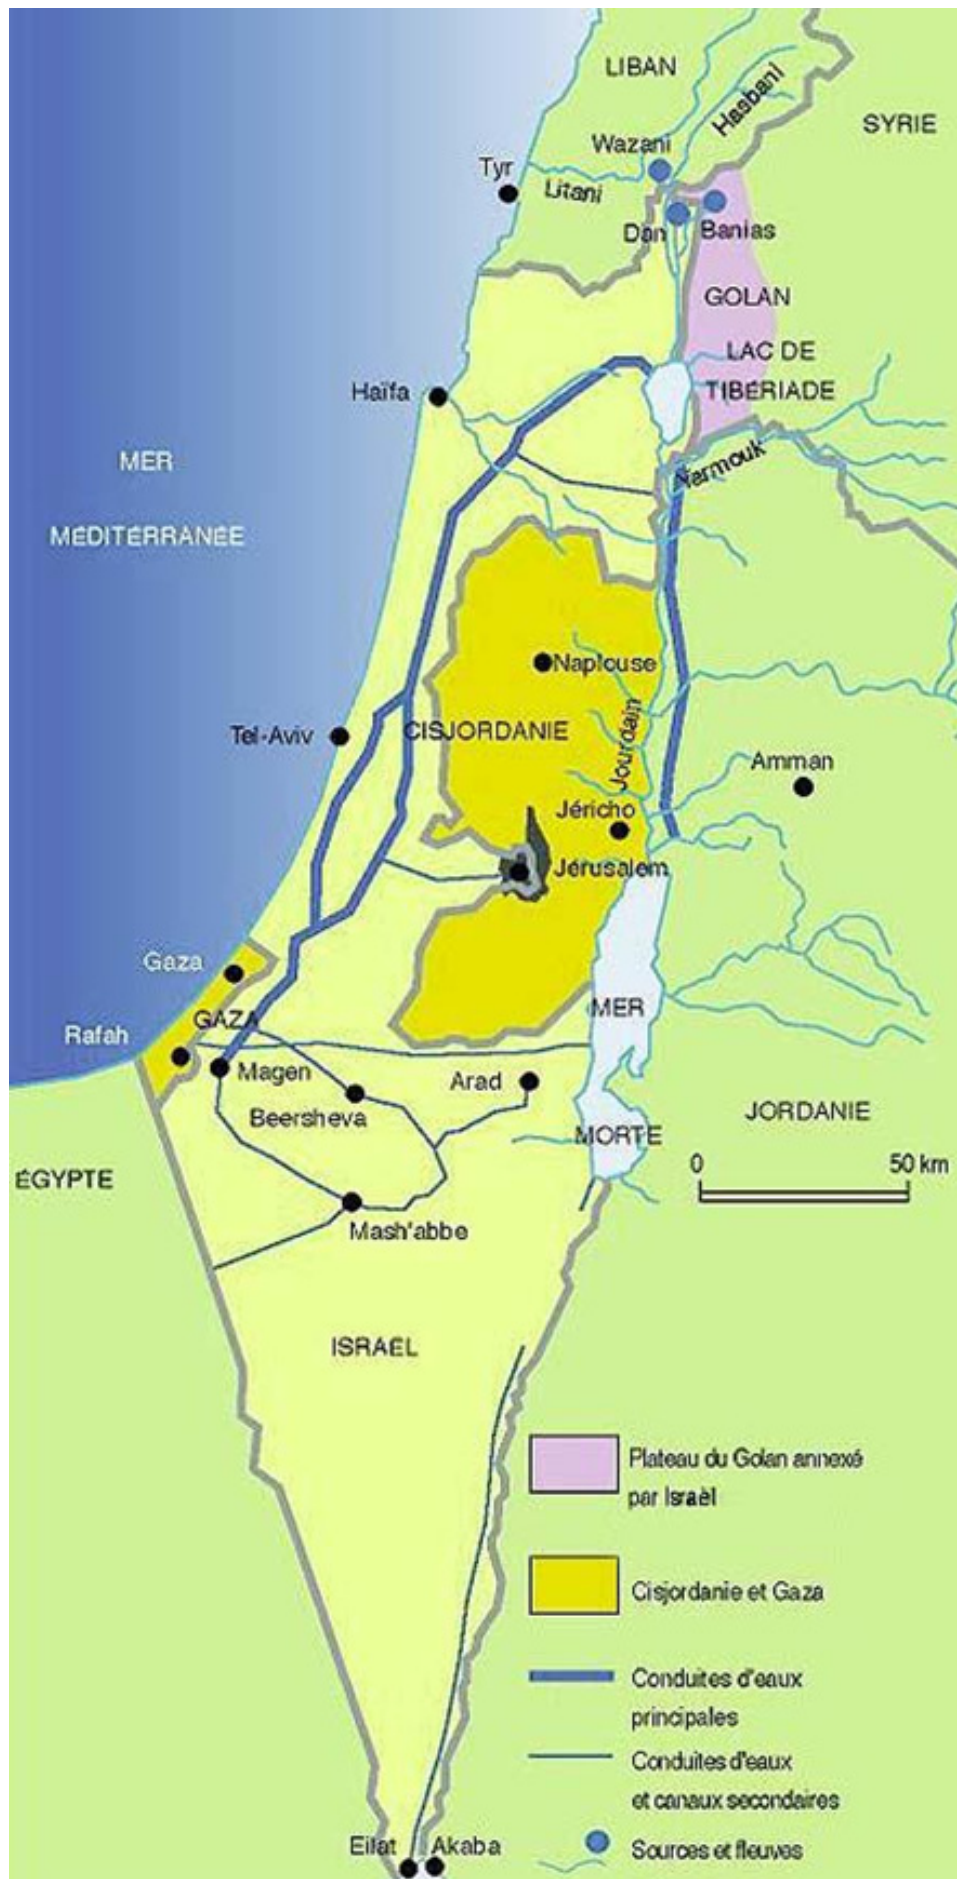 LIBAN
Hasbani
SYRIE
Wazani
Tyr
Litani
Dan
Banias
GOLAN
LAC DE
TIBÉRIADE
Haïfa
MER
MÉDITERRANÉE
Yarmouk
Naplouse
Tel-Aviv
CISJORDANIE
Jourdain
Amman
Jéricho
Jérusalem
Gaza
MER
GAZA
Rafah
Magen
Arad
Beersheva
JORDANIE
MORTE
0 50 km
ÉGYPTE
Mash'abbe
ISRAËL
Plateau du Golan annexé
par Israël
Cisjordanie et Gaza
Conduites d'eaux
principales
Conduites d'eaux
et canaux secondaires
Eilat
Akaba
Sources et fleuves